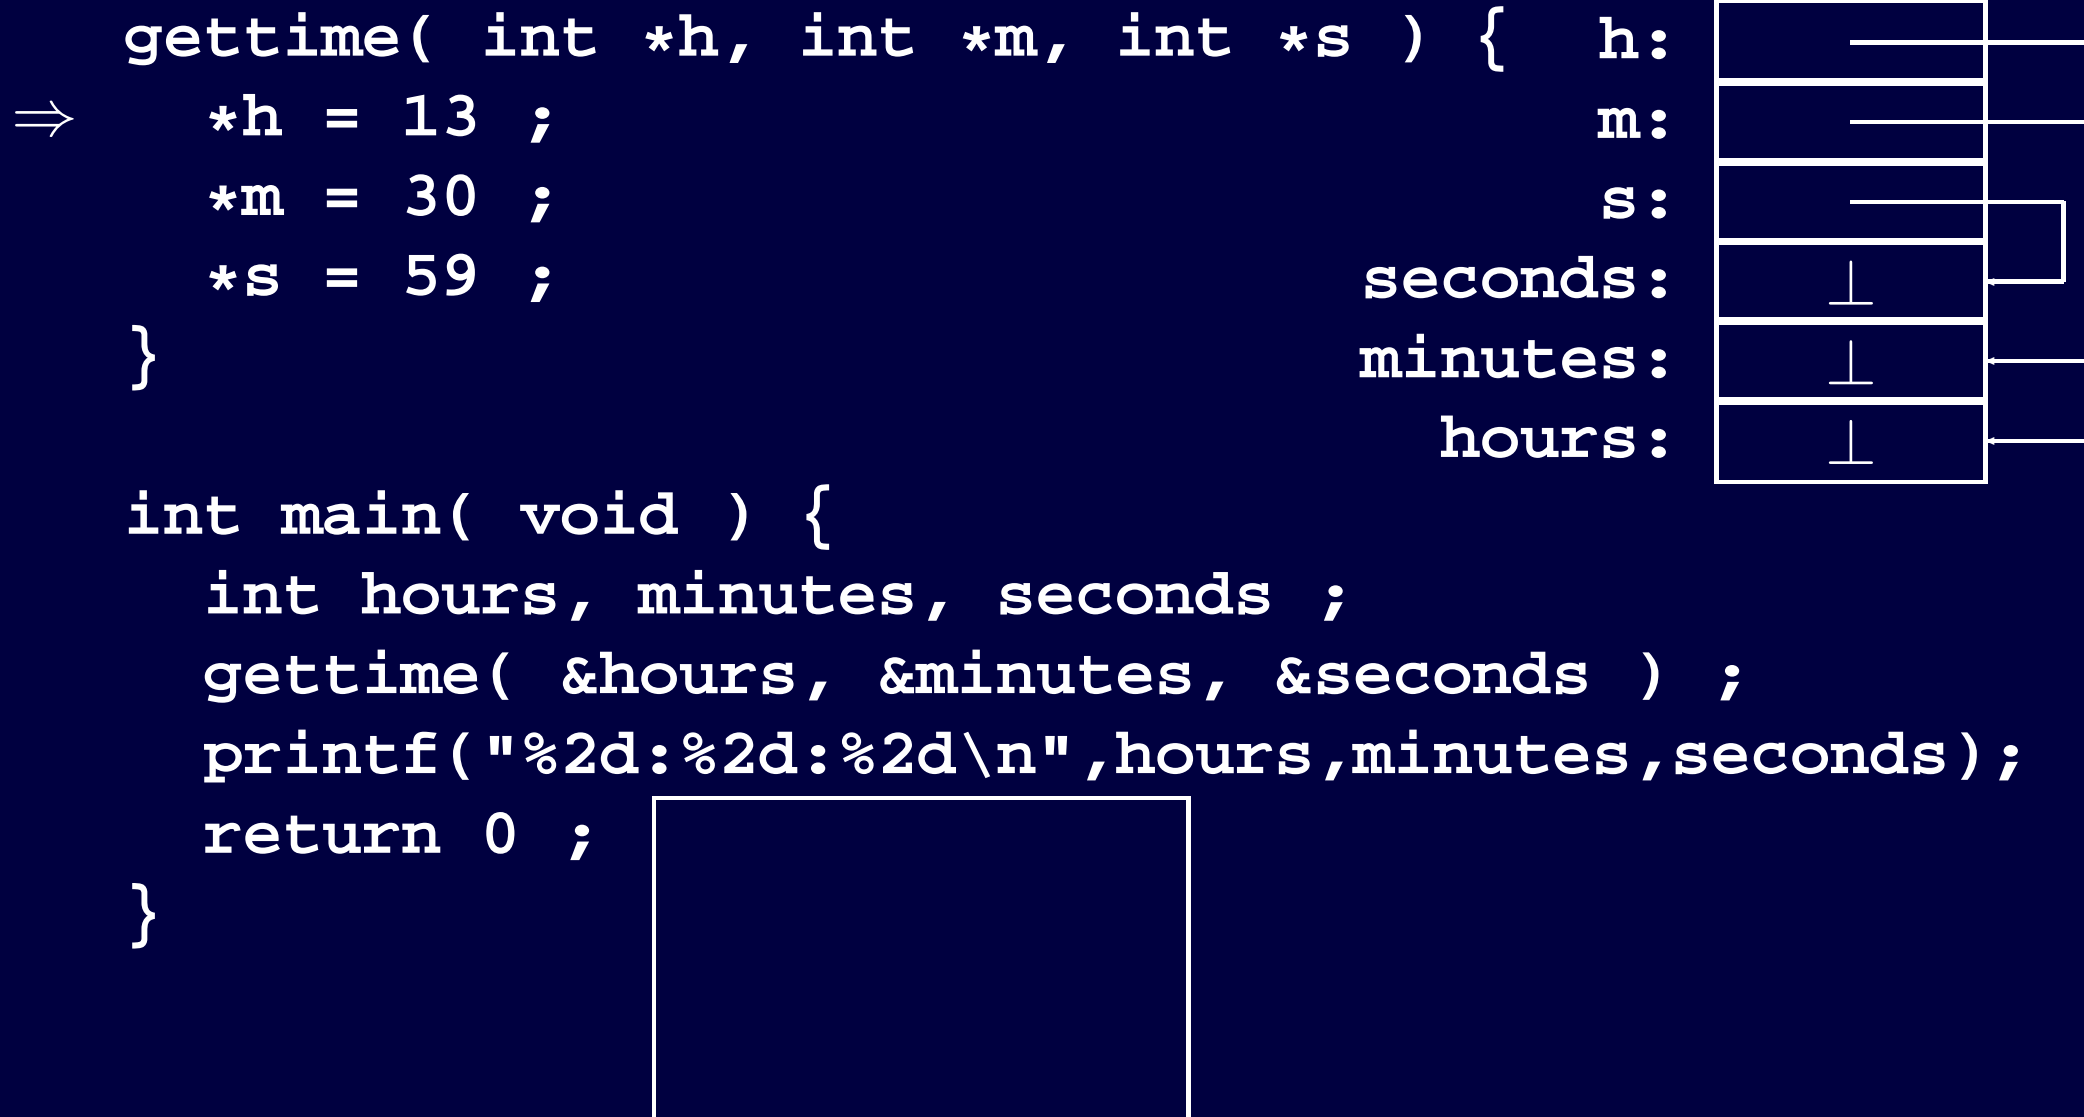 gettime( int *h, int *m, int *s ) { h:
⇒ *h = 13 ; m:
*m = 30 ; s:
*s = 59 ; seconds: ⊥
} minutes: ⊥
hours: ⊥
int main( void ) {
int hours, minutes, seconds ;
gettime( &hours, &minutes, &seconds ) ;
printf("%2d:%2d:%2d\n",hours,minutes,seconds);
return 0 ;
}